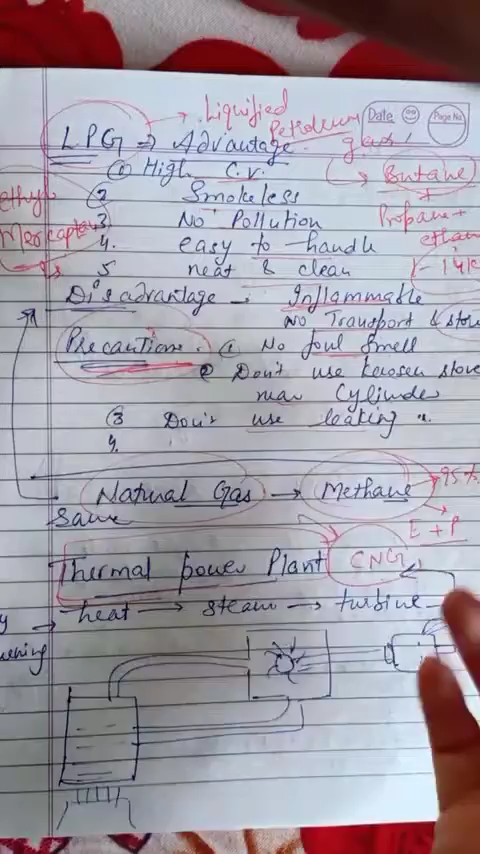 Liquified
Petroleum
gas
Date
Page No.
LPG ⇒ Advantage
① High C.V.
Butane
+
Propane +
ethan
② Smokeless
3. No Pollution
4. easy to handle
5 neat & clean
ethyl
Mercaptan
Disadvantage - Inflammable
No Transport & stor
Precautions. ① No foul smell
② Don't use kerosen stove
near Cylinder
③ Don't use leaking "
4.
Natural Gas → Methane
95%
Same
E + P
Thermal power Plant
CNG
heat → steam → turbine